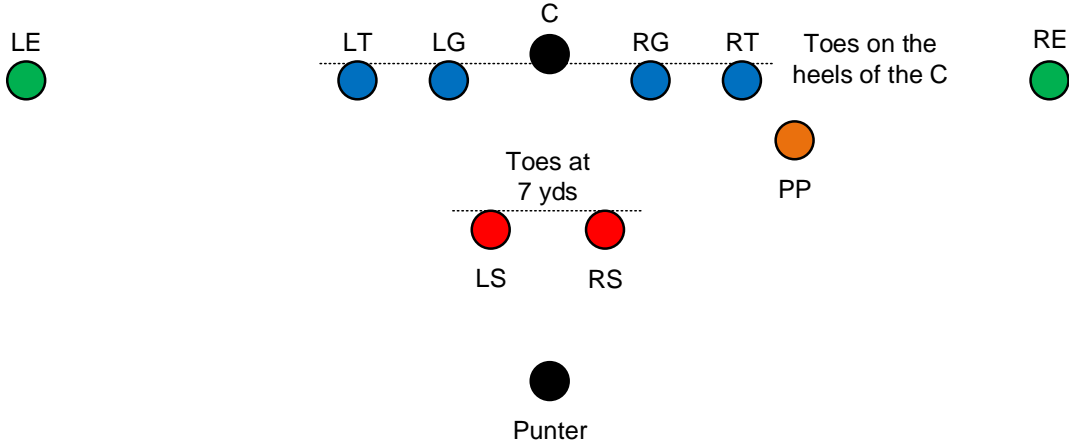 C
LE
LT
LG
RG
RT
Toes on the
heels of the C
RE
PP
Toes at
7 yds
LS
RS
Punter